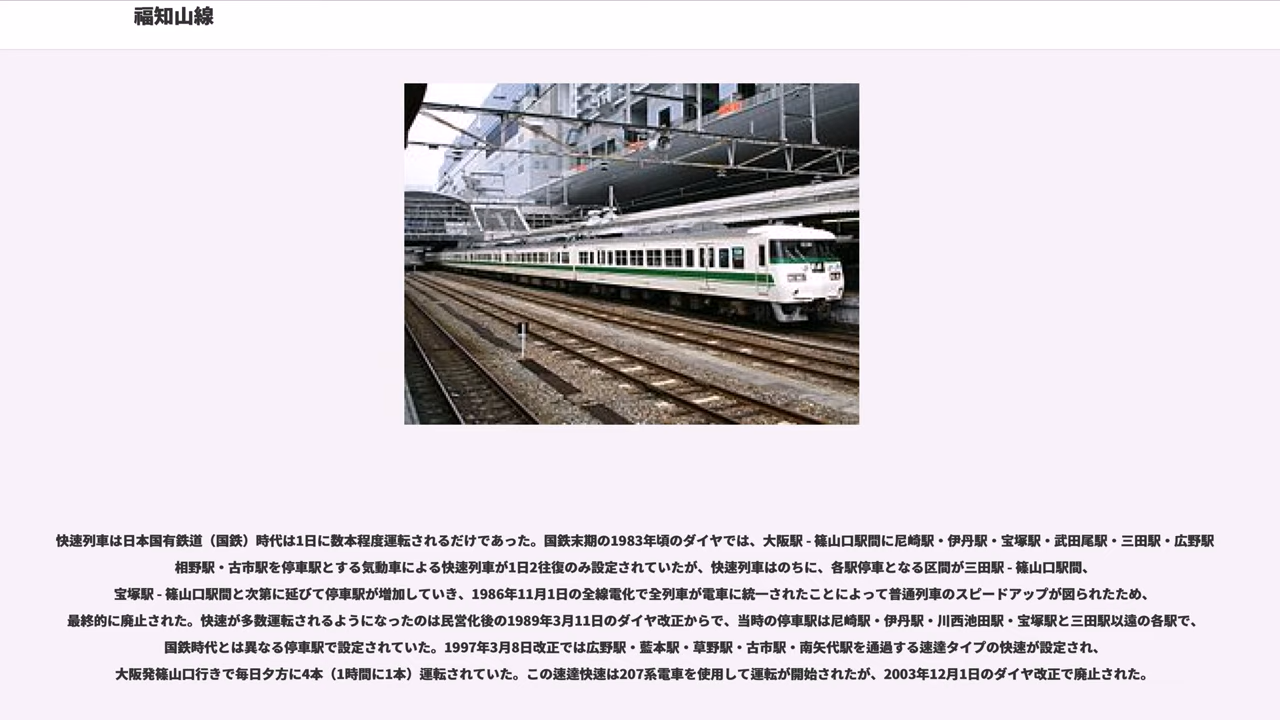 福知山線
快速列車は日本国有鉄道（国鉄）時代は1日に数本程度運転されるだけであった。国鉄末期の1983年頃のダイヤでは、大阪駅 - 篠山口駅間に尼崎駅・伊丹駅・宝塚駅・武田尾駅・三田駅・広野駅
相野駅・古市駅を停車駅とする気動車による快速列車が1日2往復のみ設定されていたが、快速列車はのちに、各駅停車となる区間が三田駅 - 篠山口駅間、
宝塚駅 - 篠山口駅間と次第に延びて停車駅が増加していき、1986年11月1日の全線電化で全列車が電車に統一されたことによって普通列車のスピードアップが図られたため、
最終的に廃止された。快速が多数運転されるようになったのは民営化後の1989年3月11日のダイヤ改正からで、当時の停車駅は尼崎駅・伊丹駅・川西池田駅・宝塚駅と三田駅以遠の各駅で、
国鉄時代とは異なる停車駅で設定されていた。1997年3月8日改正では広野駅・藍本駅・草野駅・古市駅・南矢代駅を通過する速達タイプの快速が設定され、
大阪発篠山口行きで毎日夕方に4本（1時間に1本）運転されていた。この速達快速は207系電車を使用して運転が開始されたが、2003年12月1日のダイヤ改正で廃止された。